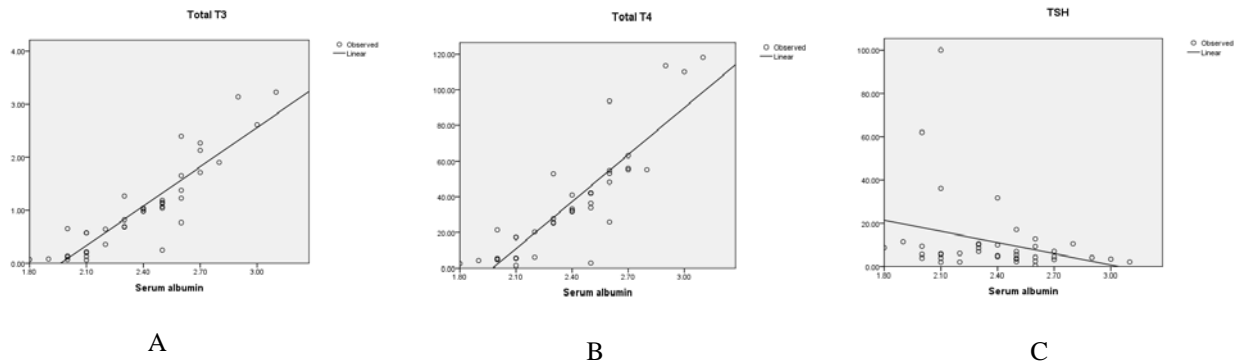 Total T3
Observed
Linear
4.00
3.00
2.00
1.00
0.00
1.80 2.10 2.40 2.70 3.00
Serum albumin
A
Total T4
Observed
Linear
120.00
100.00
80.00
60.00
40.00
20.00
0.00
1.80 2.10 2.40 2.70 3.00
Serum albumin
B
TSH
Observed
Linear
100.00
80.00
60.00
40.00
20.00
0.00
1.80 2.10 2.40 2.70 3.00
Serum albumin
C